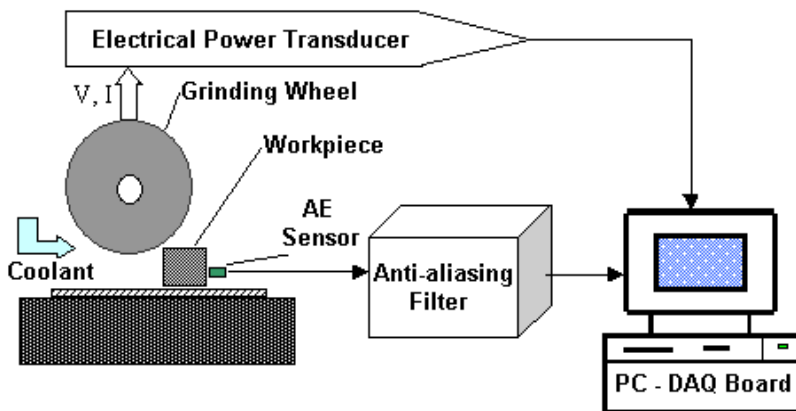 Electrical Power Transducer
V, I
Grinding Wheel
Workpiece
AE
Sensor
Coolant
Anti-aliasing
Filter
PC - DAQ Board